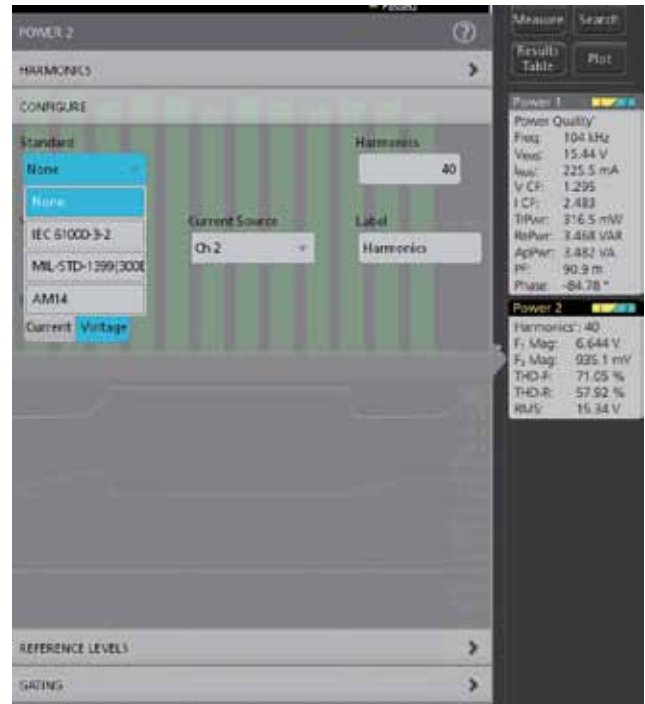 Passed
POWER 2
?
HARMONICS
CONFIGURE
Standard
Harmonics
None
40
None
Current Source
Label
IEC 61000-3-2
Ch 2
Harmonics
MIL-STD-1399(300B
AM14
Current Voltage
REFERENCE LEVELS
GATING
Measure Search
Results Table
Plot
Power 1
Power Quality'
Freq: 104 kHz
VRMS: 15.44 V
IRMS: 225.5 mA
V CF: 1.295
I CF: 2.483
TrPwr: 316.5 mW
RePwr: 3.468 VAR
ApPwr: 3.482 VA
PF: 90.9 m
Phase: -84.78 °
Power 2
Harmonics': 40
F₁ Mag: 6.644 V
F₃ Mag: 935.1 mV
THD-F: 71.05 %
THD-R: 57.92 %
RMS: 15.34 V